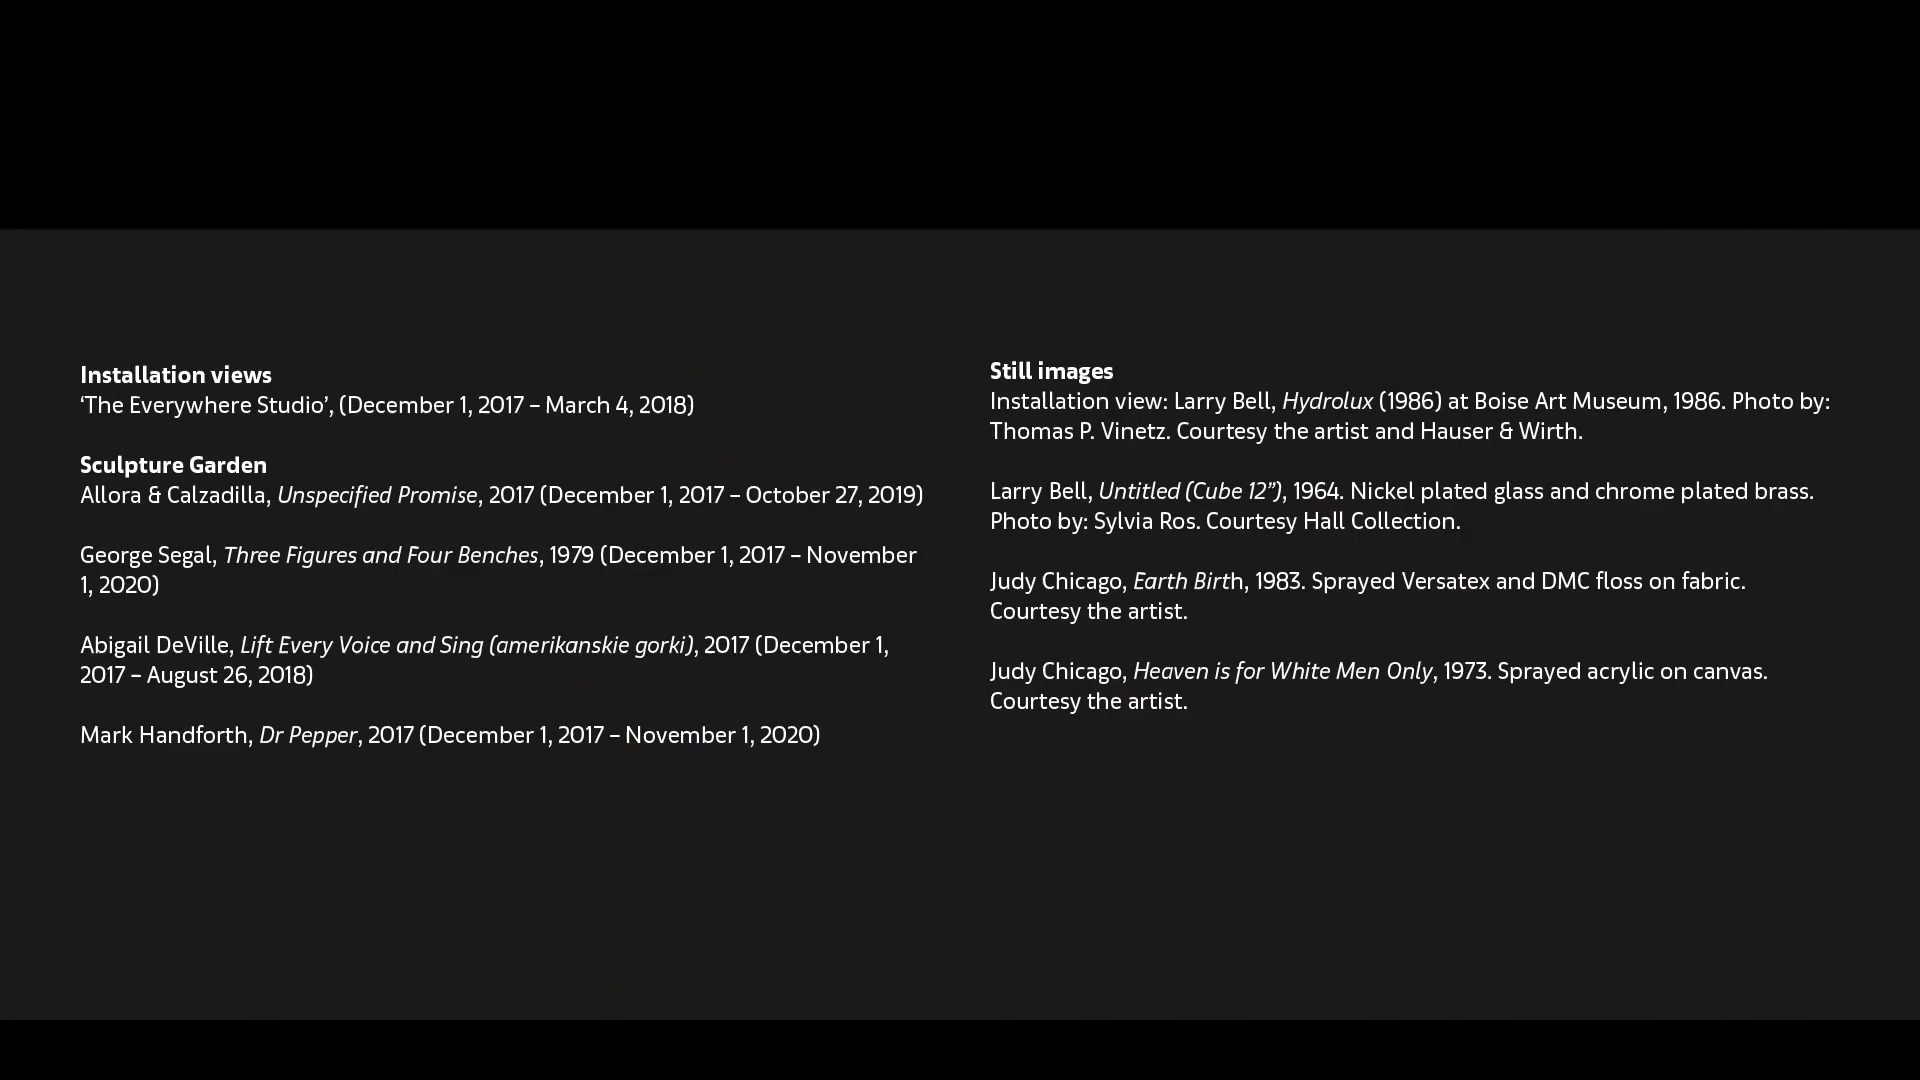 Installation views
‘The Everywhere Studio’, (December 1, 2017 – March 4, 2018)
Sculpture Garden
Allora & Calzadilla, Unspecified Promise, 2017 (December 1, 2017 – October 27, 2019)
George Segal, Three Figures and Four Benches, 1979 (December 1, 2017 – November
1, 2020)
Abigail DeVille, Lift Every Voice and Sing (amerikanskie gorki), 2017 (December 1,
2017 – August 26, 2018)
Mark Handforth, Dr Pepper, 2017 (December 1, 2017 – November 1, 2020)
Still images
Installation view: Larry Bell, Hydrolux (1986) at Boise Art Museum, 1986. Photo by:
Thomas P. Vinetz. Courtesy the artist and Hauser & Wirth.
Larry Bell, Untitled (Cube 12”), 1964. Nickel plated glass and chrome plated brass.
Photo by: Sylvia Ros. Courtesy Hall Collection.
Judy Chicago, Earth Birth, 1983. Sprayed Versatex and DMC floss on fabric.
Courtesy the artist.
Judy Chicago, Heaven is for White Men Only, 1973. Sprayed acrylic on canvas.
Courtesy the artist.